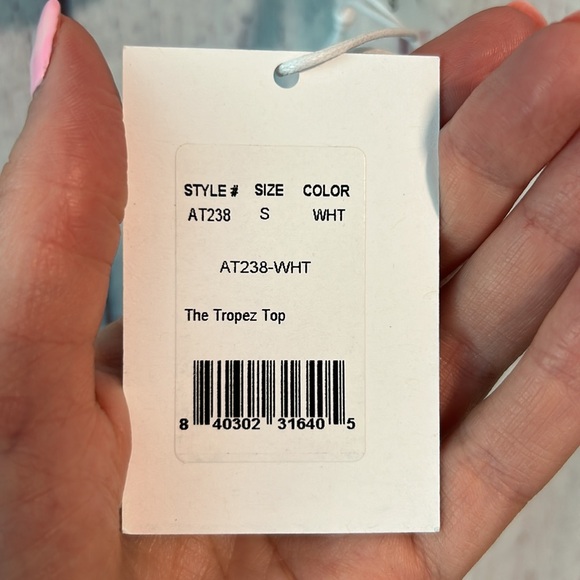 STYLE # SIZE COLOR
AT238 S WHT
AT238-WHT
The Tropez Top
8 40302 31640 5